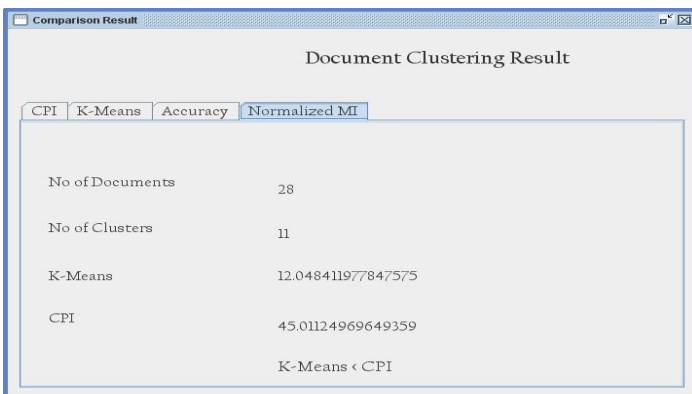 Comparison Result
Document Clustering Result
CPI K-Means Accuracy Normalized MI
No of Documents 28
No of Clusters 11
K-Means 12.048411977847575
CPI 45.01124969649359
K-Means < CPI